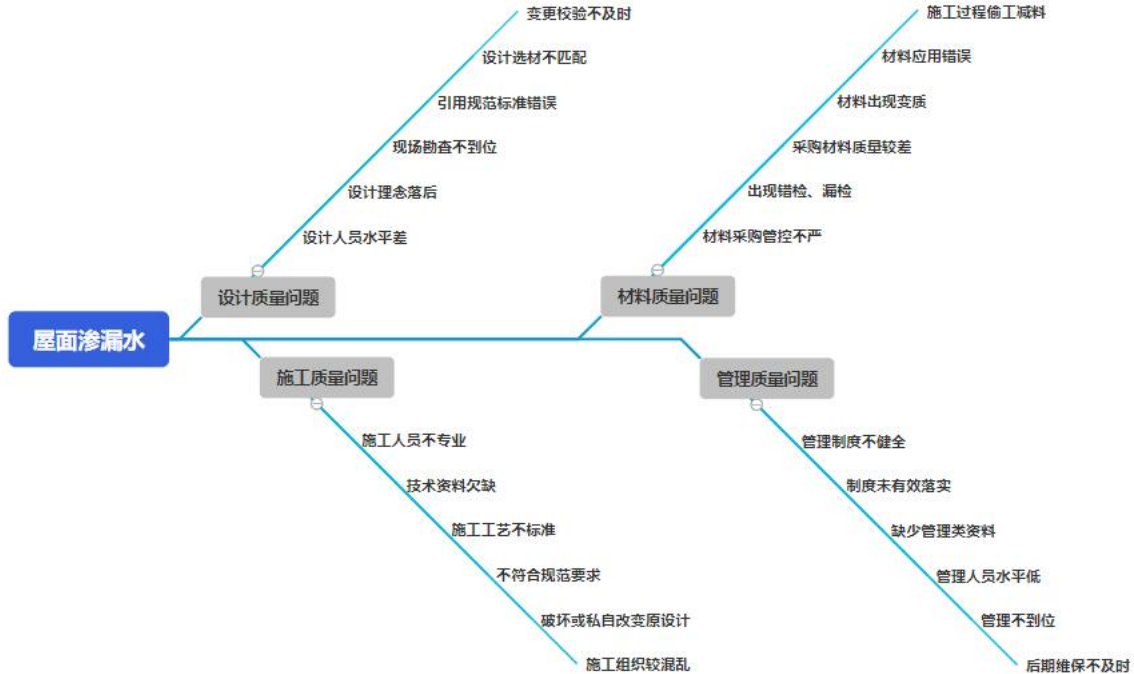 变更校验不及时
设计选材不匹配
引用规范标准错误
现场勘查不到位
设计理念落后
设计人员水平差
设计质量问题
施工过程偷工减料
材料应用错误
材料出现变质
采购材料质量较差
出现错检、漏检
材料采购管控不严
材料质量问题
屋面渗漏水
施工质量问题
施工人员不专业
技术资料欠缺
施工工艺不标准
不符合规范要求
破坏或私自改变原设计
施工组织较混乱
管理质量问题
管理制度不健全
制度未有效落实
缺少管理类资料
管理人员水平低
管理不到位
后期维保不及时